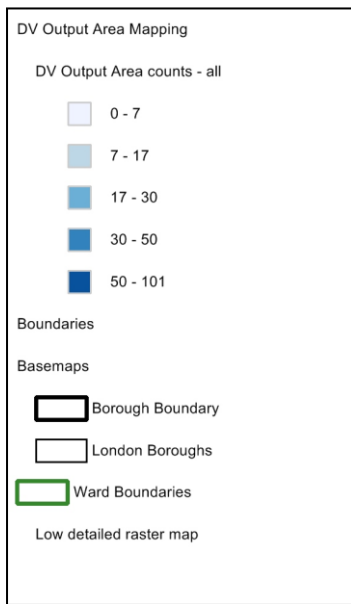 DV Output Area Mapping
DV Output Area counts - all
0 - 7
7 - 17
17 - 30
30 - 50
50 - 101
Boundaries
Basemaps
Borough Boundary
London Boroughs
Ward Boundaries
Low detailed raster map